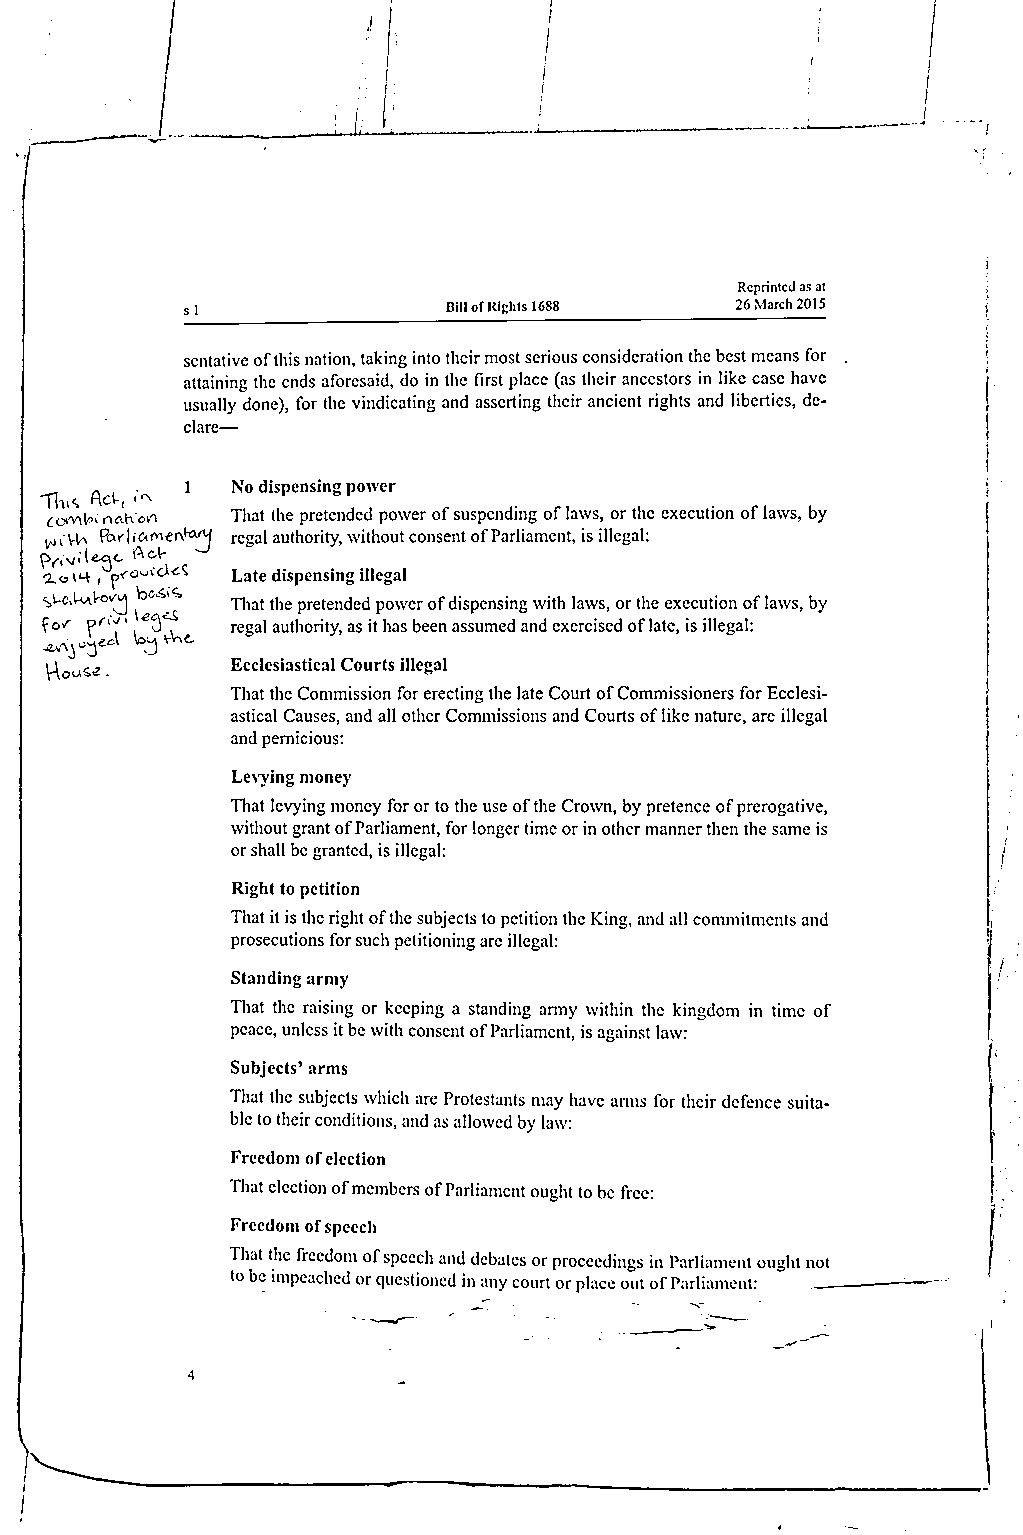 Reprinted as at
s 1 Bill of Rights 1688 26 March 2015
sentative of this nation, taking into their most serious consideration the best means for
attaining the ends aforesaid, do in the first place (as their ancestors in like case have
usually done), for the vindicating and asserting their ancient rights and liberties, de-
clare—
1 No dispensing power
That the pretended power of suspending of laws, or the execution of laws, by
regal authority, without consent of Parliament, is illegal:
This Act, in
combination
with Parliamentary
Privilege Act
2014, provides
statutory basis
for privileges
enjoyed by the
House.
Late dispensing illegal
That the pretended power of dispensing with laws, or the execution of laws, by
regal authority, as it has been assumed and exercised of late, is illegal:
Ecclesiastical Courts illegal
That the Commission for erecting the late Court of Commissioners for Ecclesi-
astical Causes, and all other Commissions and Courts of like nature, are illegal
and pernicious:
Levying money
That levying money for or to the use of the Crown, by pretence of prerogative,
without grant of Parliament, for longer time or in other manner then the same is
or shall be granted, is illegal:
Right to petition
That it is the right of the subjects to petition the King, and all commitments and
prosecutions for such petitioning are illegal:
Standing army
That the raising or keeping a standing army within the kingdom in time of
peace, unless it be with consent of Parliament, is against law:
Subjects' arms
That the subjects which are Protestants may have arms for their defence suita-
ble to their conditions, and as allowed by law:
Freedom of election
That election of members of Parliament ought to be free:
Freedom of speech
That the freedom of speech and debates or proceedings in Parliament ought not
to be impeached or questioned in any court or place out of Parliament:
4